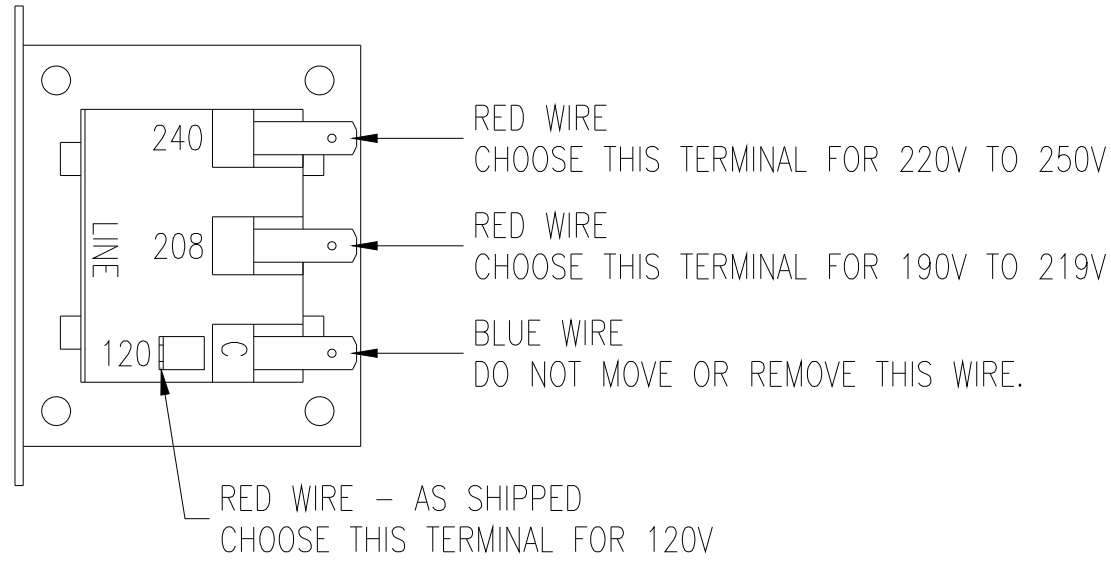 240
RED WIRE
CHOOSE THIS TERMINAL FOR 220V TO 250V
LINE
208
RED WIRE
CHOOSE THIS TERMINAL FOR 190V TO 219V
120
C
BLUE WIRE
DO NOT MOVE OR REMOVE THIS WIRE.
RED WIRE – AS SHIPPED
CHOOSE THIS TERMINAL FOR 120V